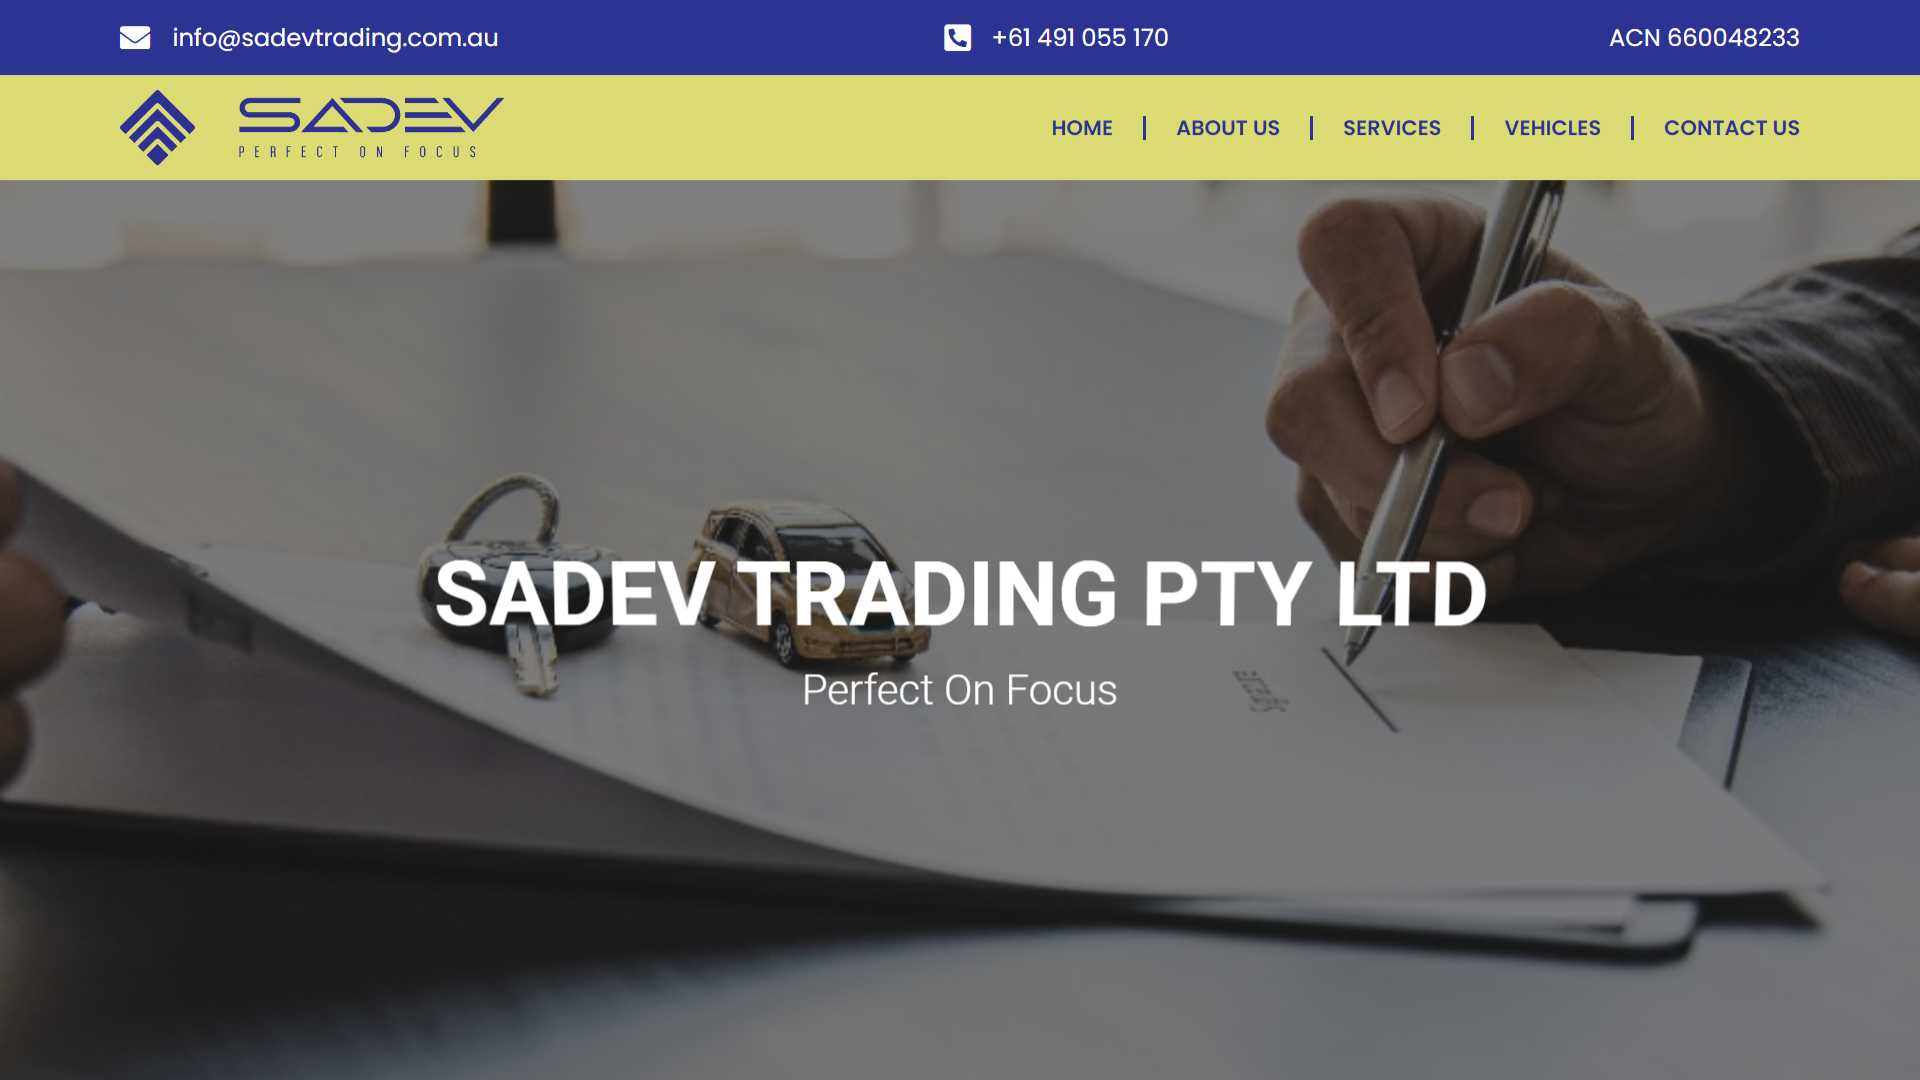 info@sadevtrading.com.au
+61 491 055 170
ACN 660048233
SADEV
PERFECT ON FOCUS
HOME
ABOUT US
SERVICES
VEHICLES
CONTACT US
SADEV TRADING PTY LTD
Perfect On Focus